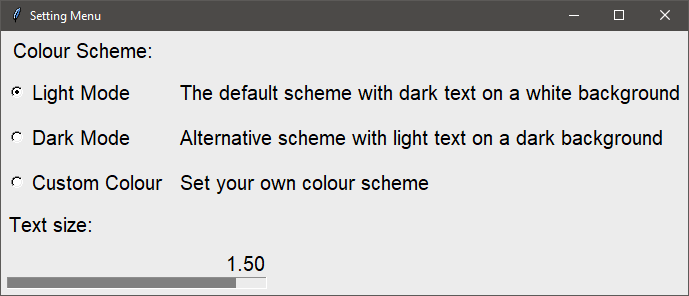 Setting Menu
Colour Scheme:
Light Mode The default scheme with dark text on a white background
Dark Mode Alternative scheme with light text on a dark background
Custom Colour Set your own colour scheme
Text size:
1.50